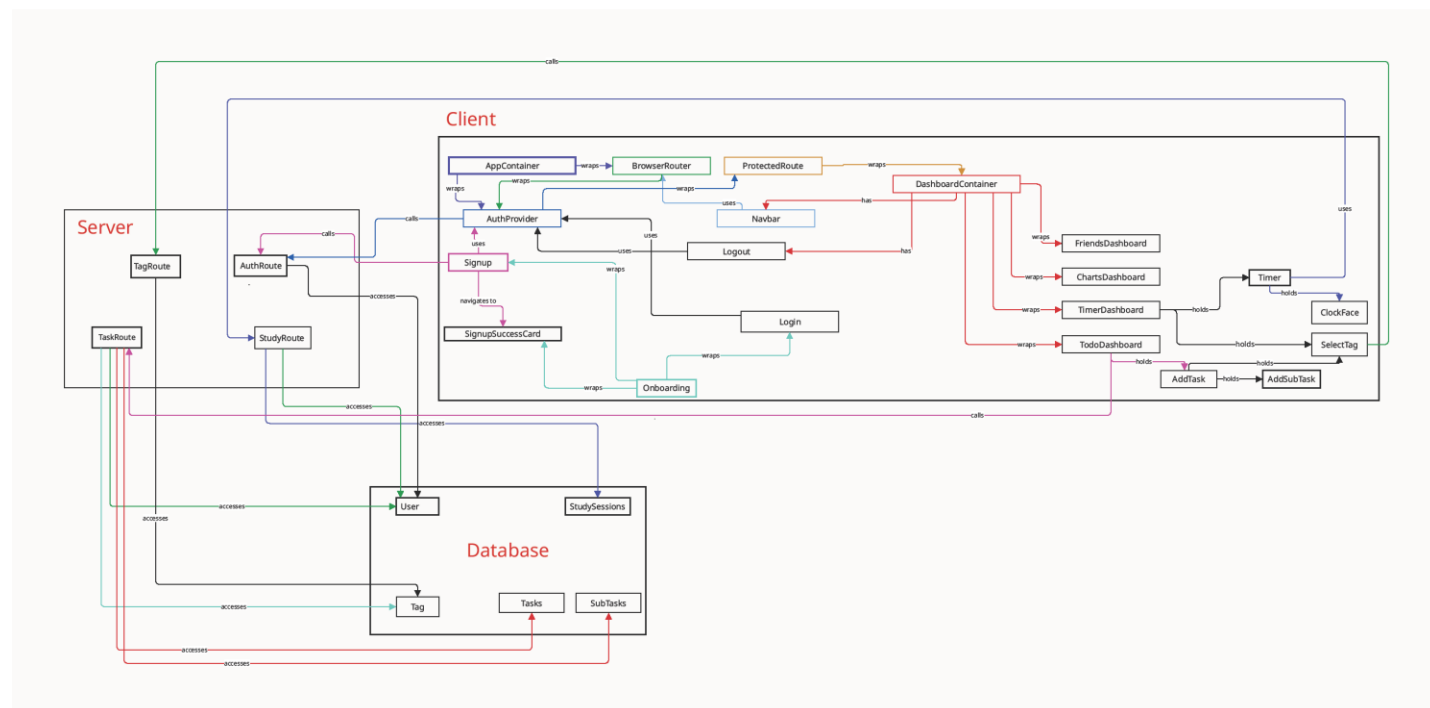 calls
Client
AppContainer
wraps
BrowserRouter
ProtectedRoute
wraps
DashboardContainer
wraps
wraps
wraps
has
uses
uses
Server
calls
AuthProvider
Navbar
calls
uses
uses
uses
Logout
has
wraps
FriendsDashboard
TagRoute
AuthRoute
Signup
wraps
wraps
ChartsDashboard
Timer
accesses
navigates to
holds
wraps
TimerDashboard
holds
ClockFace
Login
TaskRoute
StudyRoute
SignupSuccessCard
wraps
TodoDashboard
holds
SelectTag
wraps
holds
holds
wraps
Onboarding
AddTask
holds
AddSubTask
accesses
calls
accesses
accesses
User
StudySessions
accesses
Database
accesses
Tag
Tasks
SubTasks
accesses
accesses